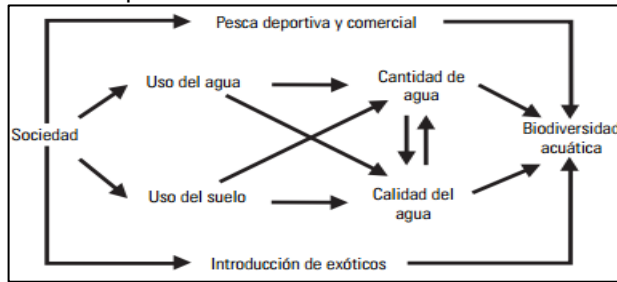 Pesca deportiva y comercial
Uso del agua
Cantidad de
agua
Sociedad
Biodiversidad
acuática
Uso del suelo
Calidad del
agua
Introducción de exóticos